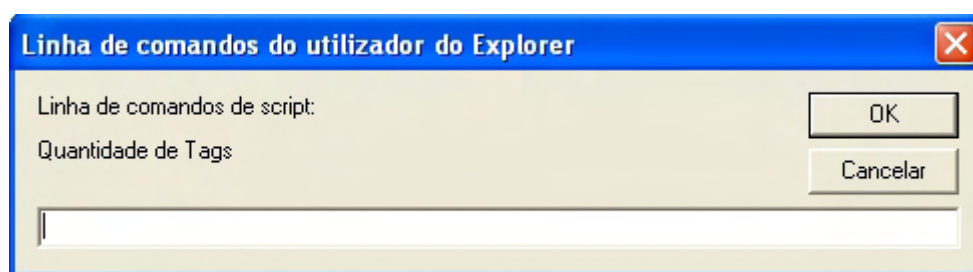 Linha de comandos do utilizador do Explorer
Linha de comandos de script:
OK
Quantidade de Tags
Cancelar